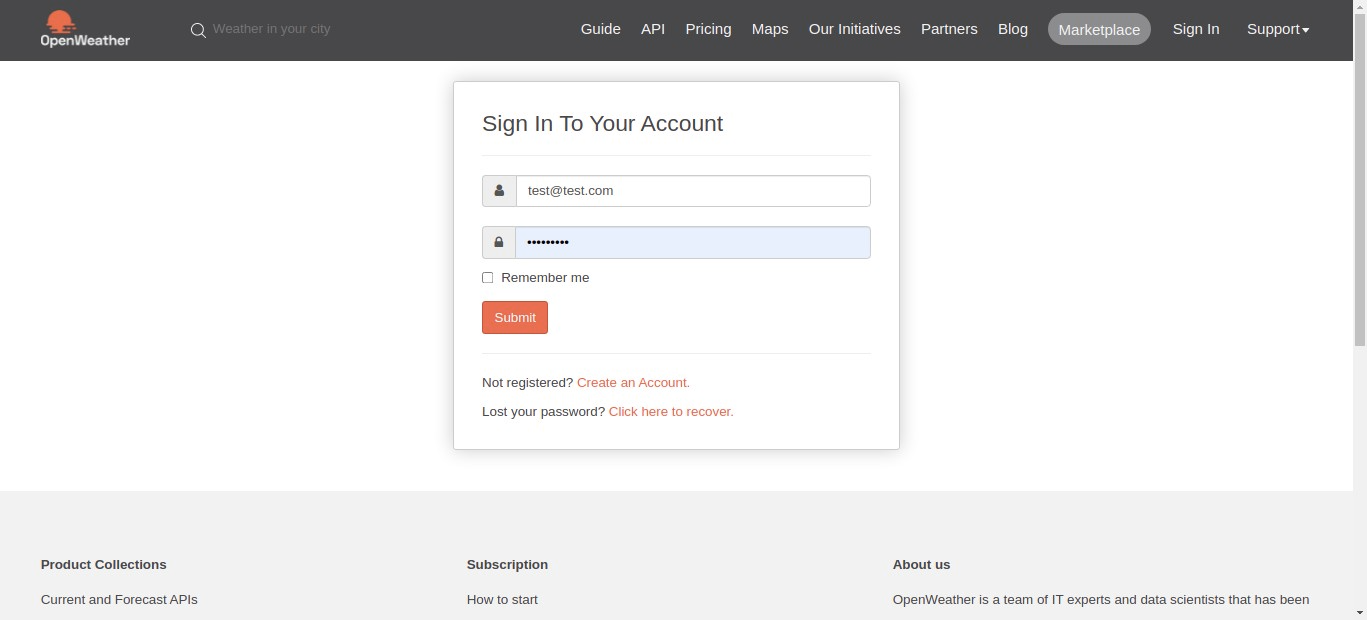 OpenWeather
Weather in your city
Guide API Pricing Maps Our Initiatives Partners Blog Marketplace Sign In Support
Sign In To Your Account
test@test.com
•••••••••
Remember me
Submit
Not registered? Create an Account.
Lost your password? Click here to recover.
Product Collections
Current and Forecast APIs
Subscription
How to start
About us
OpenWeather is a team of IT experts and data scientists that has been